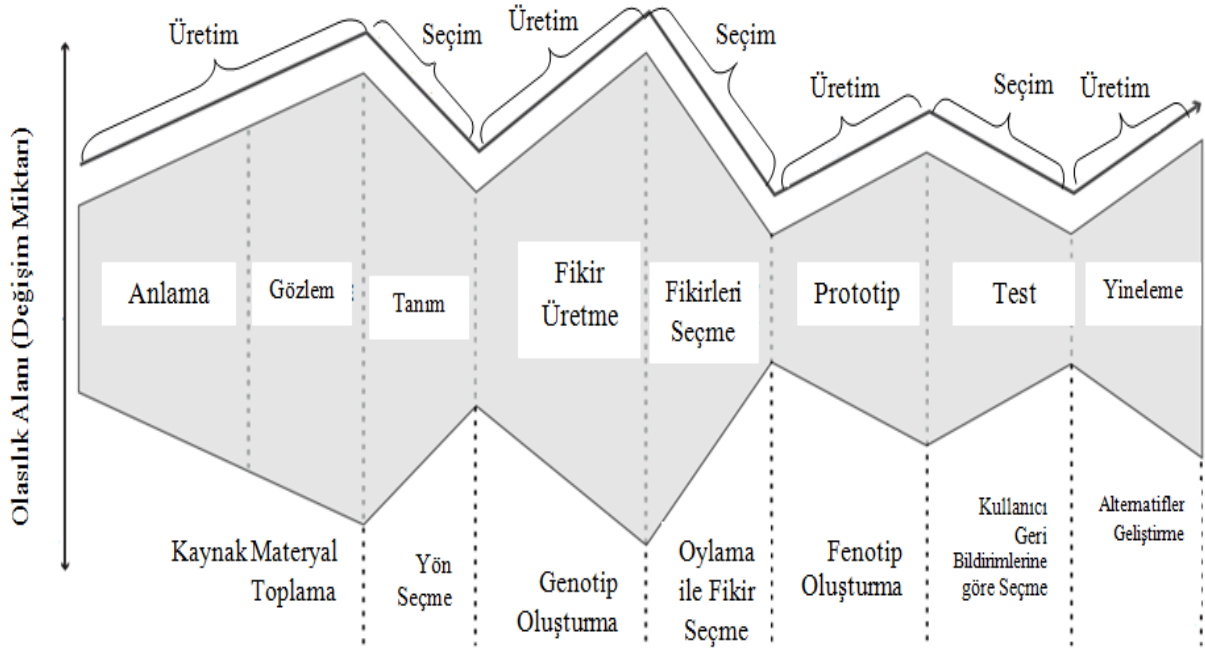 Üretim
Seçim
Üretim
Seçim
Üretim
Seçim
Üretim
Olasılık Alanı (Değişim Miktarı)
Anlama
Gözlem
Tanım
Fikir
Üretme
Fikirleri
Seçme
Prototip
Test
Yineleme
Kaynak Materyal
Toplama
Yön
Seçme
Genotip
Oluşturma
Oylama
ile Fikir
Seçme
Fenotip
Oluşturma
Kullanıcı
Geri
Bildirimlerine
göre Seçme
Alternatifler
Geliştirme